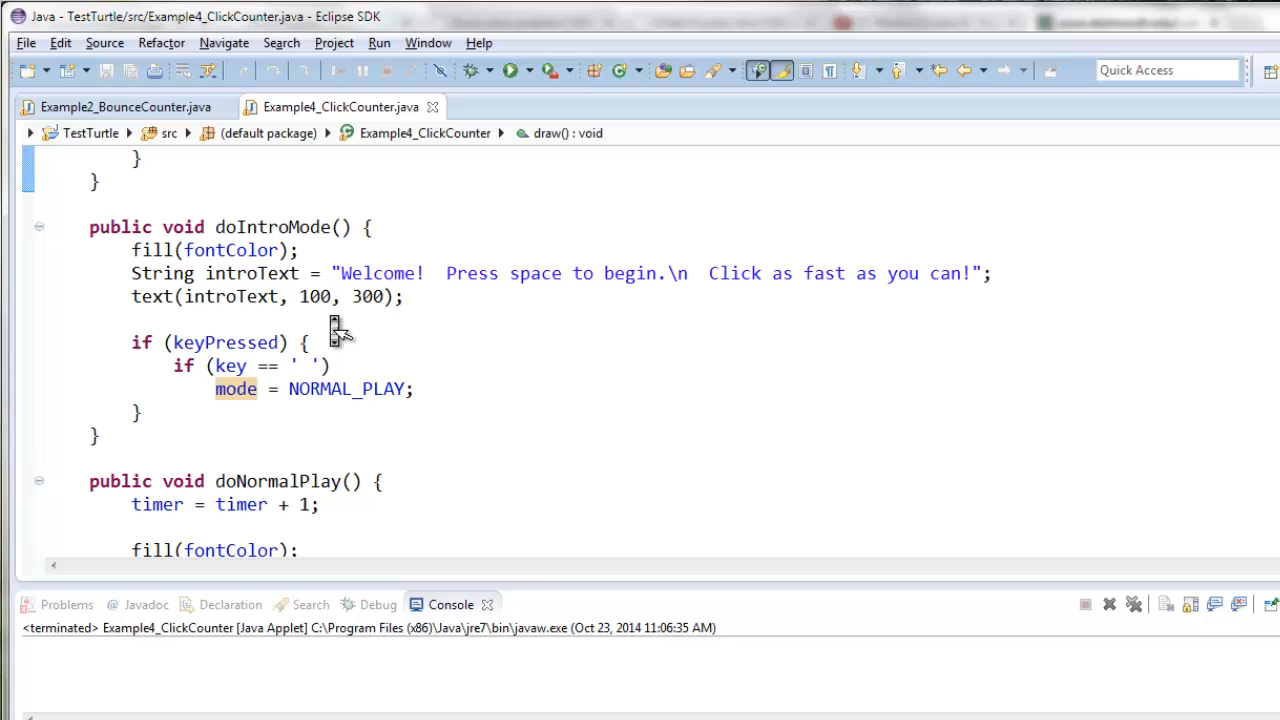 Java - TestTurtle/src/Example4_ClickCounter.java - Eclipse SDK
File Edit Source Refactor Navigate Search Project Run Window Help
Quick Access
Example2_BounceCounter.java Example4_ClickCounter.java
TestTurtle src (default package) Example4_ClickCounter draw() : void
}
}
public void doIntroMode() {
fill(fontColor);
String introText = "Welcome!  Press space to begin.\n  Click as fast as you can!";
text(introText, 100, 300);
if (keyPressed) {
if (key == ' ')
mode = NORMAL_PLAY;
}
}
public void doNormalPlay() {
timer = timer + 1;
fill(fontColor);
Problems @ Javadoc Declaration Search Debug Console
<terminated> Example4_ClickCounter [Java Applet] C:\Program Files (x86)\Java\jre7\bin\javaw.exe (Oct 23, 2014 11:06:35 AM)